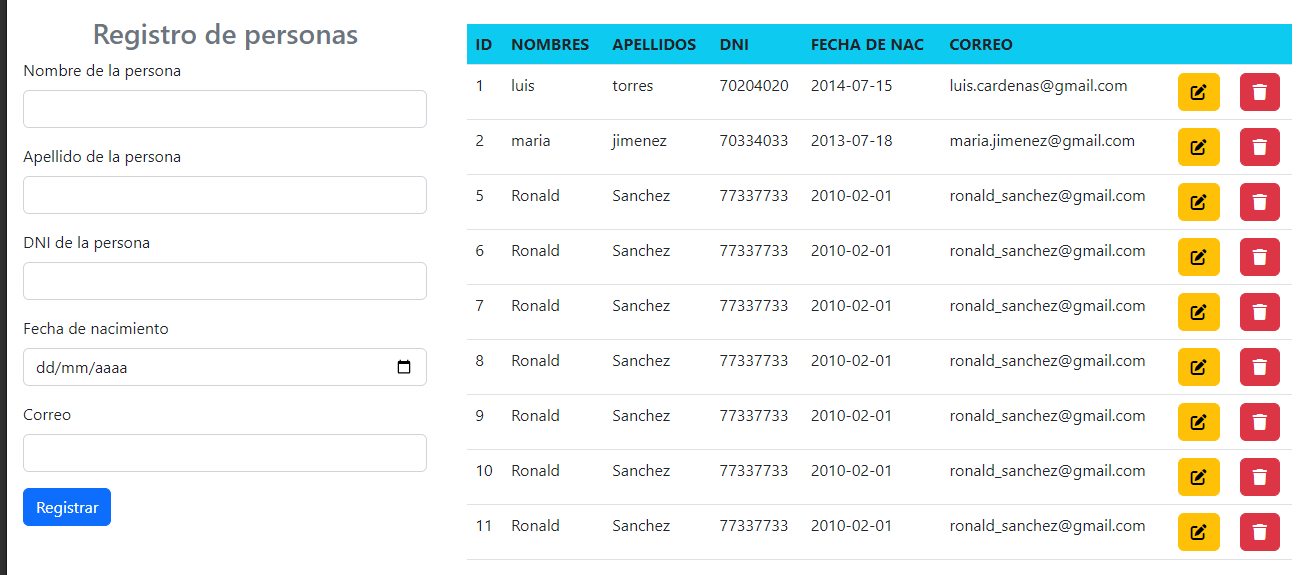 Registro de personas
Nombre de la persona
Apellido de la persona
DNI de la persona
Fecha de nacimiento
dd/mm/aaaa
Correo
Registrar
ID NOMBRES APELLIDOS DNI FECHA DE NAC CORREO
1 luis torres 70204020 2014-07-15 luis.cardenas@gmail.com
2 maria jimenez 70334033 2013-07-18 maria.jimenez@gmail.com
5 Ronald Sanchez 77337733 2010-02-01 ronald_sanchez@gmail.com
6 Ronald Sanchez 77337733 2010-02-01 ronald_sanchez@gmail.com
7 Ronald Sanchez 77337733 2010-02-01 ronald_sanchez@gmail.com
8 Ronald Sanchez 77337733 2010-02-01 ronald_sanchez@gmail.com
9 Ronald Sanchez 77337733 2010-02-01 ronald_sanchez@gmail.com
10 Ronald Sanchez 77337733 2010-02-01 ronald_sanchez@gmail.com
11 Ronald Sanchez 77337733 2010-02-01 ronald_sanchez@gmail.com